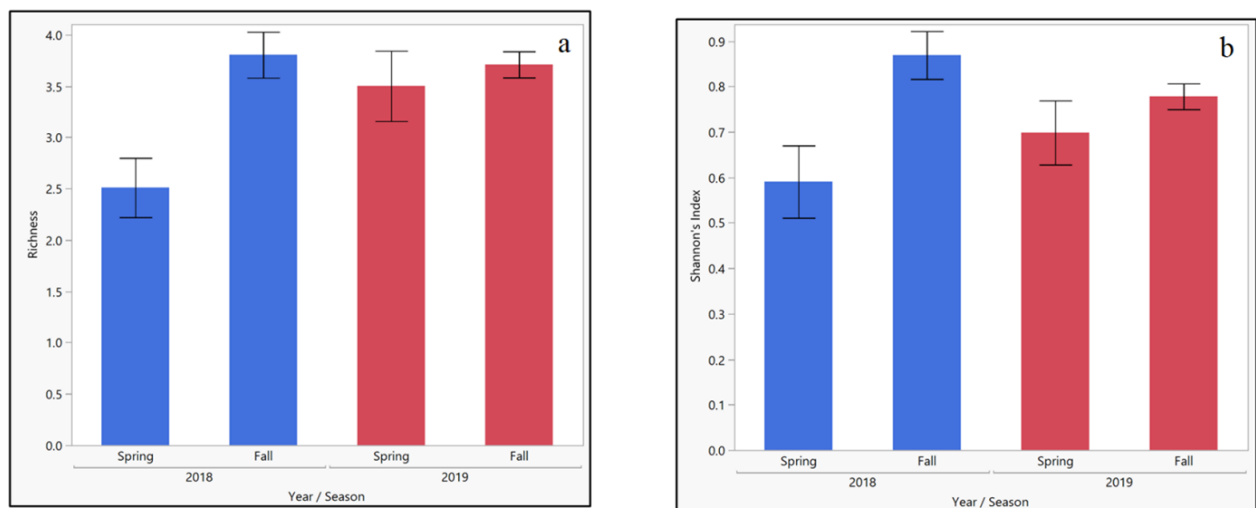 a
4.0
3.5
3.0
2.5
2.0
1.5
1.0
0.5
0.0
Richness
Spring Fall Spring Fall
2018 2019
Year / Season
b
0.9
0.8
0.7
0.6
0.5
0.4
0.3
0.2
0.1
0.0
Shannon's Index
Spring Fall Spring Fall
2018 2019
Year / Season